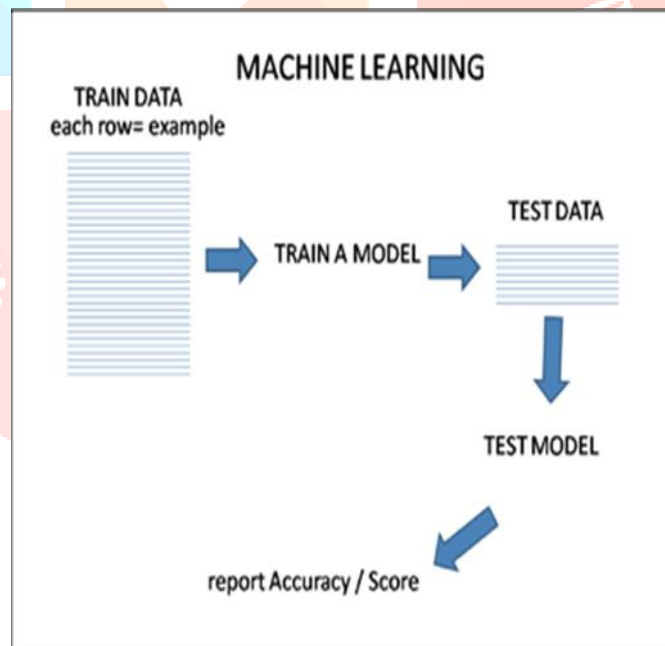 MACHINE LEARNING
TRAIN DATA
each row= example
TRAIN A MODEL
TEST DATA
TEST MODEL
report Accuracy / Score